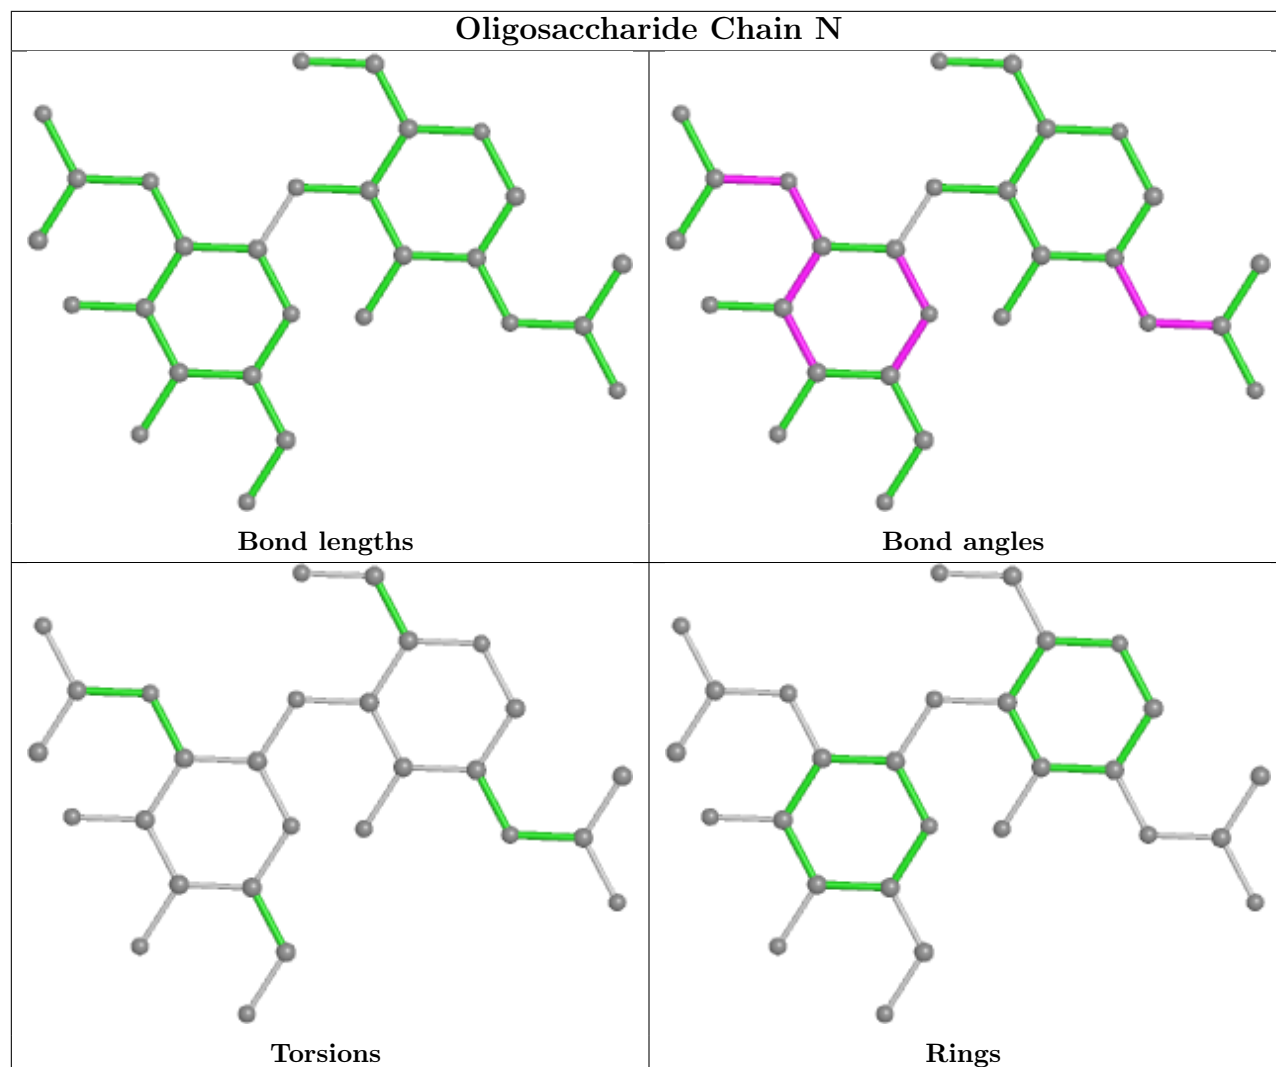 Oligosaccharide Chain N
Bond lengths
Bond angles
Torsions
Rings